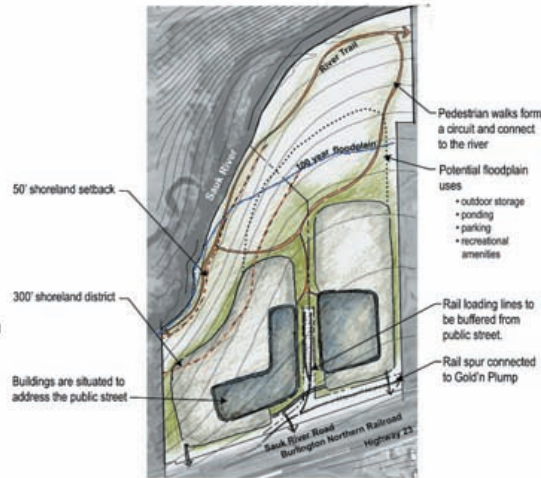 River Trail
Pedestrian walks form
a circuit and connect
to the river
100 year floodplain
Potential floodplain
uses
• outdoor storage
• ponding
• parking
• recreational
amenities
Sauk River
50' shoreland setback
300' shoreland district
Rail loading lines to
be buffered from
public street.
Buildings are situated to
address the public street
Rail spur connected
to Gold'n Plump
Sauk River Road
Burlington Northern Railroad
Highway 23